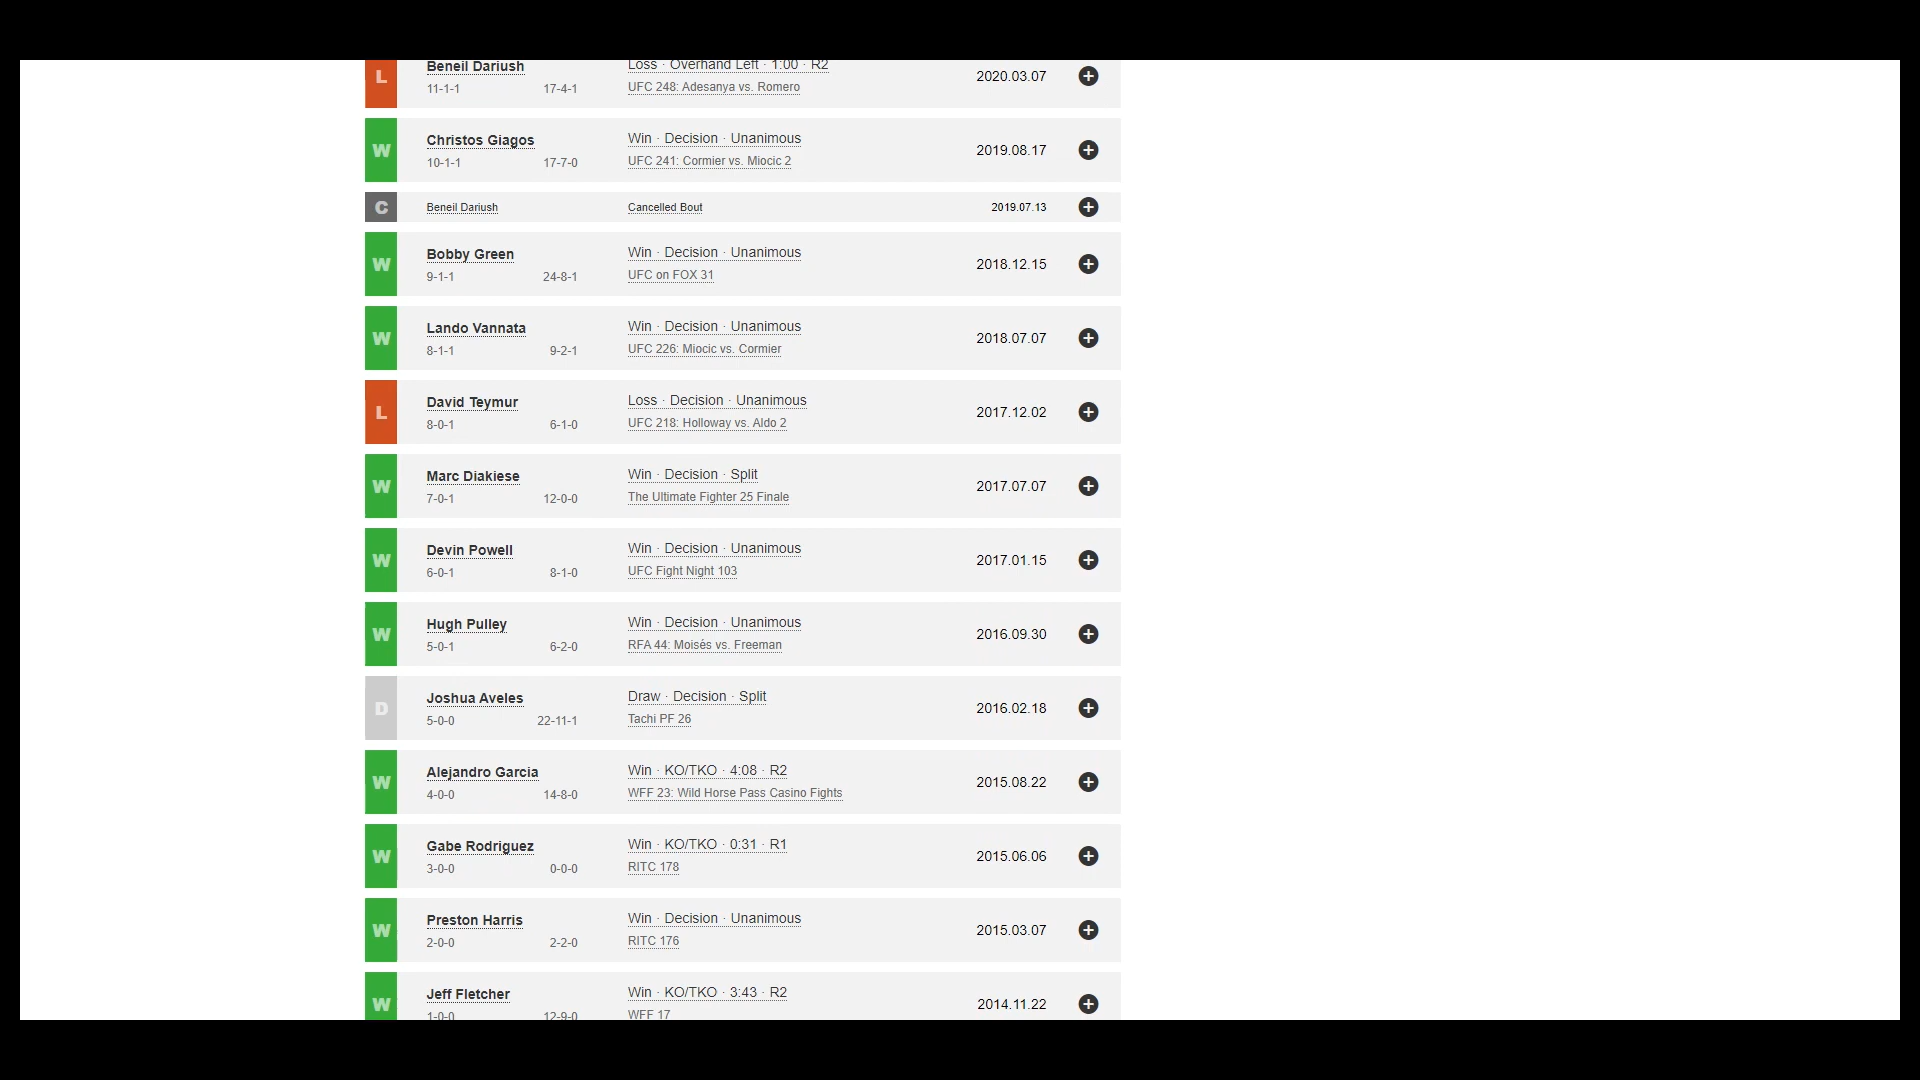 L
Beneil Dariush
Loss · Overhand Left · 1:00 · R2
11-1-1 17-4-1
UFC 248: Adesanya vs. Romero
2020.03.07
W
Christos Giagos
Win · Decision · Unanimous
10-1-1 17-7-0
UFC 241: Cormier vs. Miocic 2
2019.08.17
C
Beneil Dariush
Cancelled Bout
2019.07.13
W
Bobby Green
Win · Decision · Unanimous
9-1-1 24-8-1
UFC on FOX 31
2018.12.15
W
Lando Vannata
Win · Decision · Unanimous
8-1-1 9-2-1
UFC 226: Miocic vs. Cormier
2018.07.07
L
David Teymur
Loss · Decision · Unanimous
8-0-1 6-1-0
UFC 218: Holloway vs. Aldo 2
2017.12.02
W
Marc Diakiese
Win · Decision · Split
7-0-1 12-0-0
The Ultimate Fighter 25 Finale
2017.07.07
W
Devin Powell
Win · Decision · Unanimous
6-0-1 8-1-0
UFC Fight Night 103
2017.01.15
W
Hugh Pulley
Win · Decision · Unanimous
5-0-1 6-2-0
RFA 44: Moisés vs. Freeman
2016.09.30
D
Joshua Aveles
Draw · Decision · Split
5-0-0 22-11-1
Tachi PF 26
2016.02.18
W
Alejandro Garcia
Win · KO/TKO · 4:08 · R2
4-0-0 14-8-0
WFF 23: Wild Horse Pass Casino Fights
2015.08.22
W
Gabe Rodriguez
Win · KO/TKO · 0:31 · R1
3-0-0 0-0-0
RITC 178
2015.06.06
W
Preston Harris
Win · Decision · Unanimous
2-0-0 2-2-0
RITC 176
2015.03.07
W
Jeff Fletcher
Win · KO/TKO · 3:43 · R2
1-0-0 12-9-0
WFF 17
2014.11.22